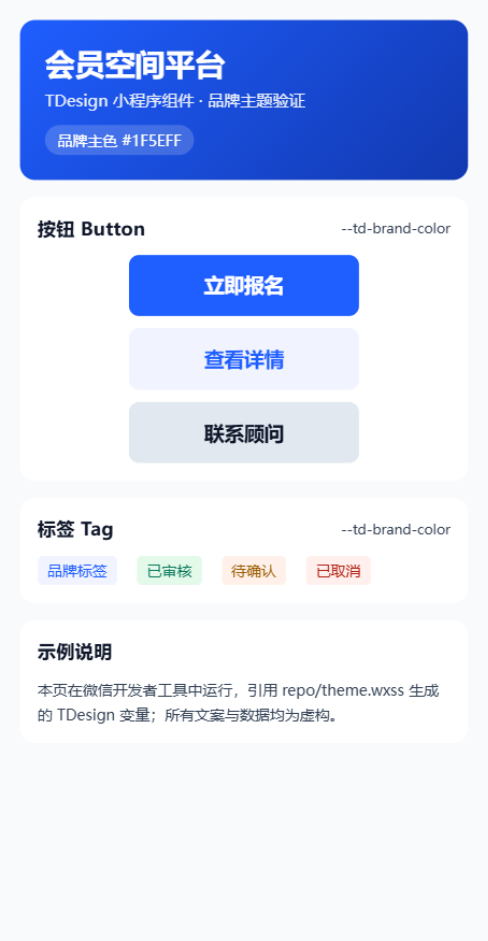 会员空间平台
TDesign 小程序组件 · 品牌主题验证
品牌主色 #1F5EFF
按钮 Button
--td-brand-color
立即报名
查看详情
联系顾问
标签 Tag
--td-brand-color
品牌标签
已审核
待确认
已取消
示例说明
本页在微信开发者工具中运行，引用 repo/theme.wxss 生成
的 TDesign 变量；所有文案与数据均为虚构。